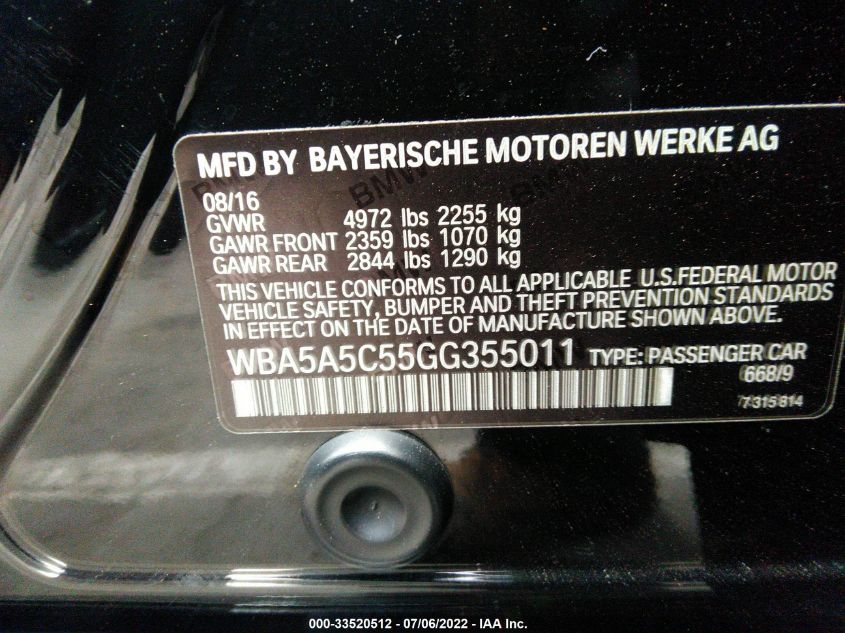 MFD BY BAYERISCHE MOTOREN WERKE AG
08/16
GVWR 4972 lbs 2255 kg
GAWR FRONT 2359 lbs 1070 kg
GAWR REAR 2844 lbs 1290 kg
THIS VEHICLE CONFORMS TO ALL APPLICABLE U.S.FEDERAL MOTOR
VEHICLE SAFETY, BUMPER AND THEFT PREVENTION STANDARDS
IN EFFECT ON THE DATE OF MANUFACTURE SHOWN ABOVE.
WBA5A5C55GG355011 TYPE: PASSENGER CAR
668/9
7 315 814
000-33520512 - 07/06/2022 - IAA Inc.